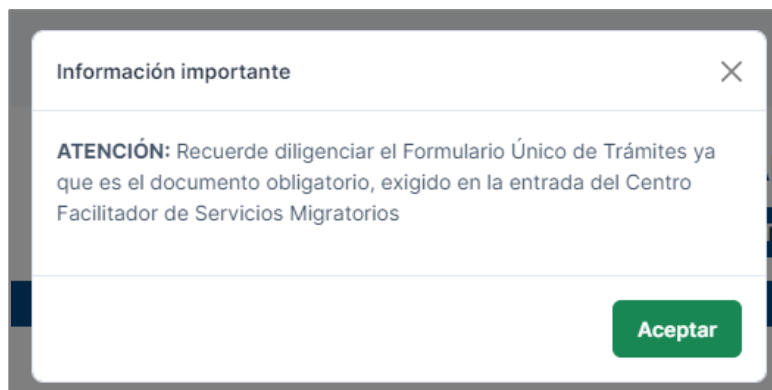 Información importante
ATENCIÓN: Recuerde diligenciar el Formulario Único de Trámites ya
que es el documento obligatorio, exigido en la entrada del Centro
Facilitador de Servicios Migratorios
Aceptar